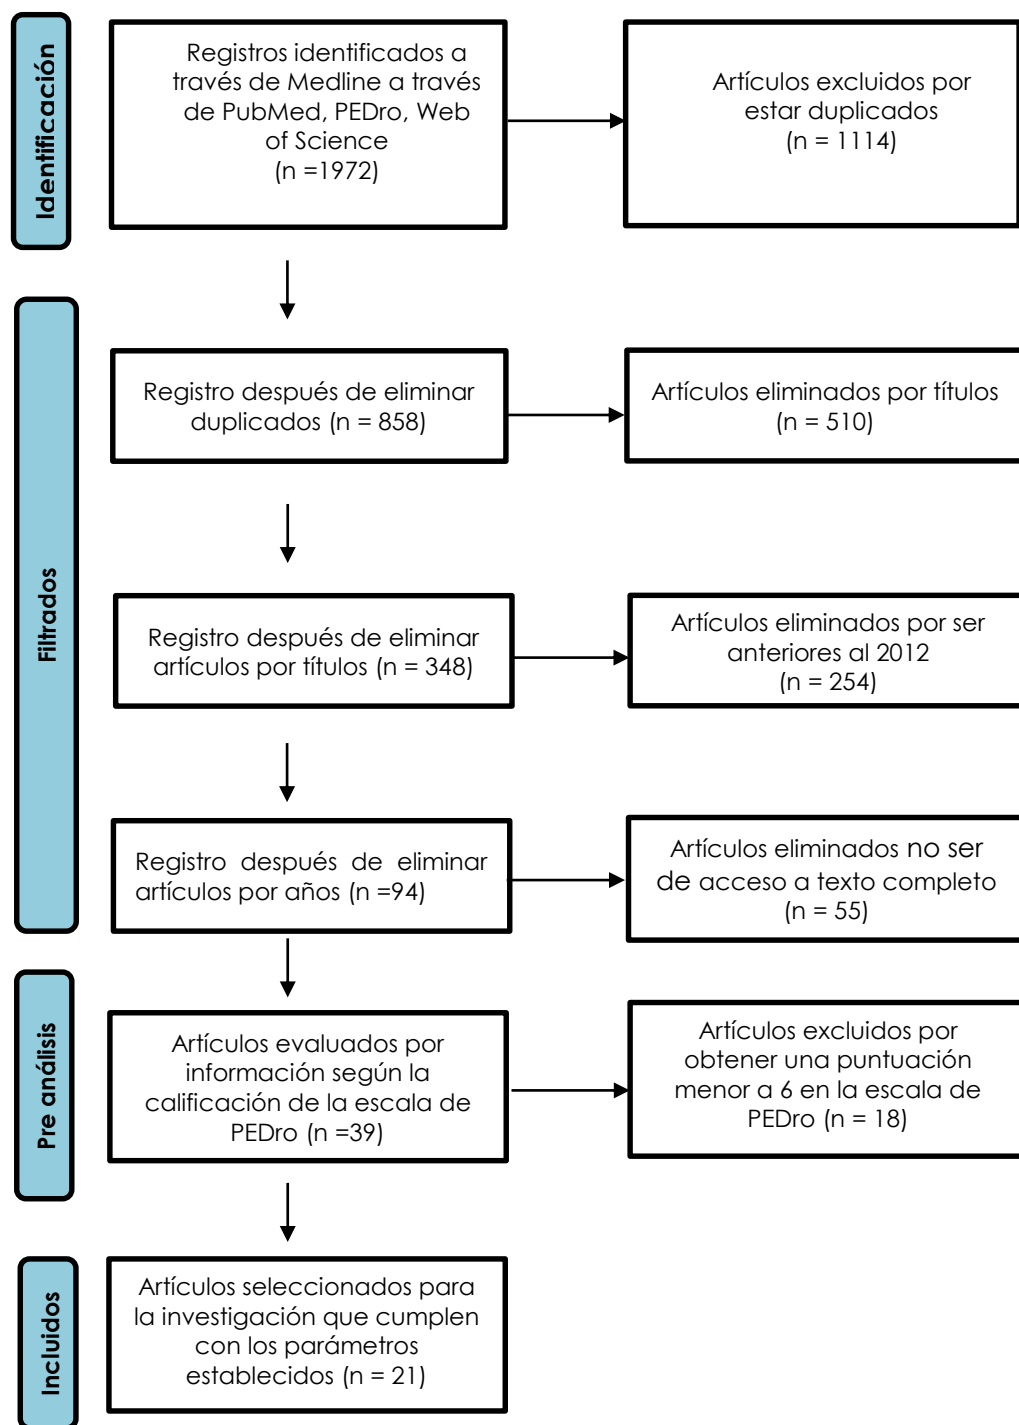 Identificación
Registros identificados a
través de Medline a través
de PubMed, PEDro, Web
of Science
(n =1972)
Artículos excluidos por
estar duplicados
(n = 1114)
Filtrados
Registro después de eliminar
duplicados (n = 858)
Artículos eliminados por títulos
(n = 510)
Registro después de eliminar
artículos por títulos (n = 348)
Artículos eliminados por ser
anteriores al 2012
(n = 254)
Registro después de eliminar
artículos por años (n =94)
Artículos eliminados no ser
de acceso a texto completo
(n = 55)
Pre análisis
Artículos evaluados por
información según la
calificación de la escala de
PEDro (n =39)
Artículos excluidos por
obtener una puntuación
menor a 6 en la escala de
PEDro (n = 18)
Incluidos
Artículos seleccionados para
la investigación que cumplen
con los parámetros
establecidos (n = 21)